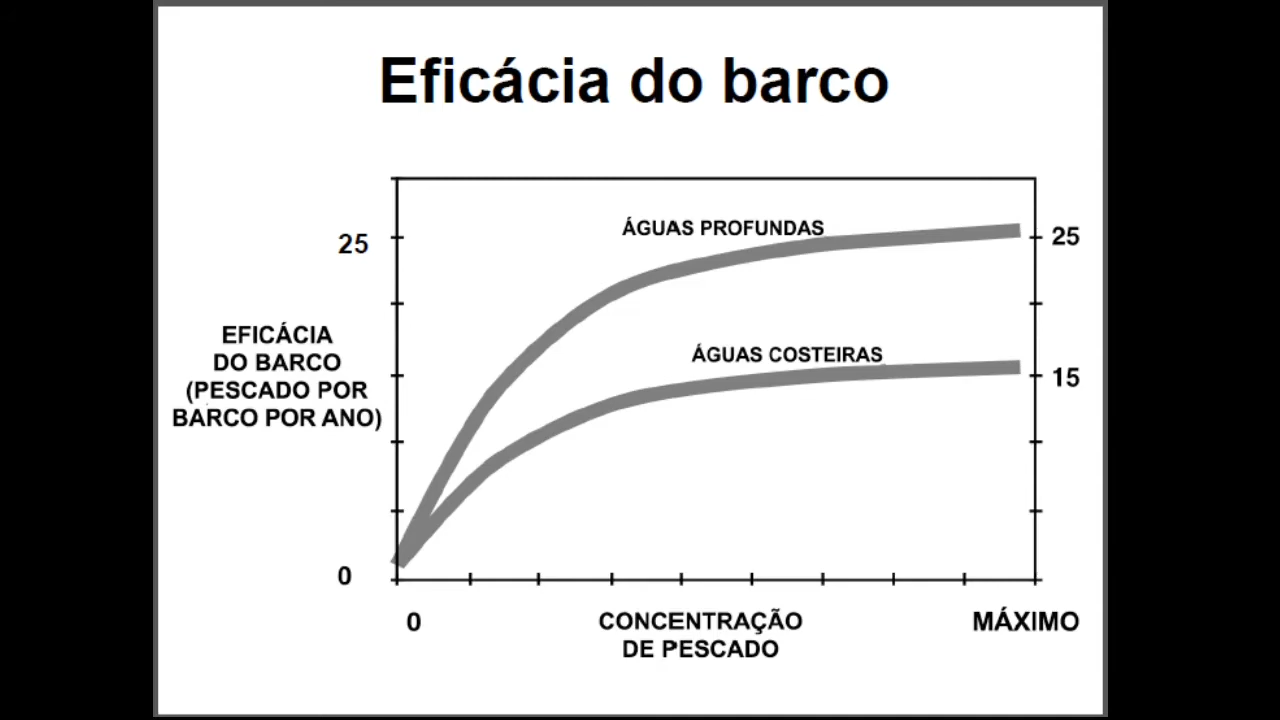 Eficácia do barco
ÁGUAS PROFUNDAS
25
25
EFICÁCIA
DO BARCO
(PESCADO POR
BARCO POR ANO)
ÁGUAS COSTEIRAS
15
0
0
CONCENTRAÇÃO
DE PESCADO
MÁXIMO